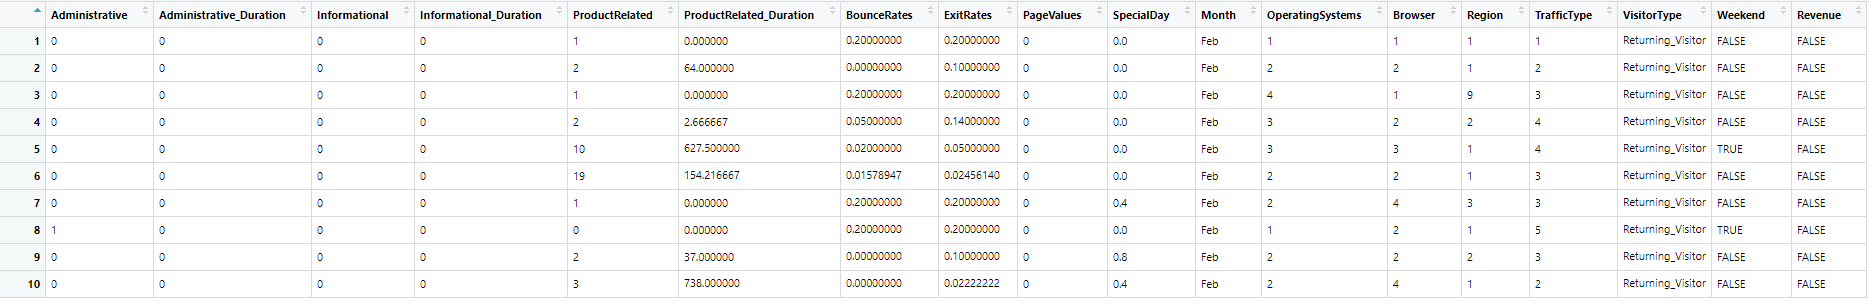 Administrative Administrative_Duration Informational Informational_Duration ProductRelated ProductRelated_Duration BounceRates ExitRates PageValues SpecialDay Month OperatingSystems Browser Region TrafficType VisitorType Weekend Revenue
1 0 0 0 0 1 0.000000 0.20000000 0.20000000 0 0.0 Feb 1 1 1 1 Returning_Visitor FALSE FALSE
2 0 0 0 0 2 64.000000 0.00000000 0.10000000 0 0.0 Feb 2 2 1 2 Returning_Visitor FALSE FALSE
3 0 0 0 0 1 0.000000 0.20000000 0.20000000 0 0.0 Feb 4 1 9 3 Returning_Visitor FALSE FALSE
4 0 0 0 0 2 2.666667 0.05000000 0.14000000 0 0.0 Feb 3 2 2 4 Returning_Visitor FALSE FALSE
5 0 0 0 0 10 627.500000 0.02000000 0.05000000 0 0.0 Feb 3 3 1 4 Returning_Visitor TRUE FALSE
6 0 0 0 0 19 154.216667 0.01578947 0.02456140 0 0.0 Feb 2 2 1 3 Returning_Visitor FALSE FALSE
7 0 0 0 0 1 0.000000 0.20000000 0.20000000 0 0.4 Feb 2 4 3 3 Returning_Visitor FALSE FALSE
8 1 0 0 0 0 0.000000 0.20000000 0.20000000 0 0.0 Feb 1 2 1 5 Returning_Visitor TRUE FALSE
9 0 0 0 0 2 37.000000 0.00000000 0.10000000 0 0.8 Feb 2 2 2 3 Returning_Visitor FALSE FALSE
10 0 0 0 0 3 738.000000 0.00000000 0.02222222 0 0.4 Feb 2 4 1 2 Returning_Visitor FALSE FALSE